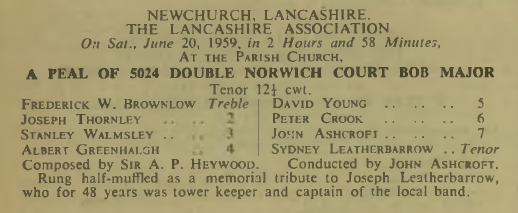 NEWCHURCH, LANCASHIRE.
THE LANCASHIRE ASSOCIATION
On Sat., June 20, 1959, in 2 Hours and 58 Minutes,
AT THE PARISH CHURCH,
A PEAL OF 5024 DOUBLE NORWICH COURT BOB MAJOR
Tenor 12¼ cwt.
FREDERICK W. BROWNLOW Treble | DAVID YOUNG .. .. .. 5
JOSEPH THORNLEY .. .. 2 | PETER CROOK .. .. .. 6
STANLEY WALMSLEY .. .. 3 | JOHN ASHCROFT .. .. .. 7
ALBERT GREENHALGH .. 4 | SYDNEY LEATHERBARROW .. Tenor
Composed by SIR A. P. HEYWOOD. Conducted by JOHN ASHCROFT.
Rung half-muffled as a memorial tribute to Joseph Leatherbarrow,
who for 48 years was tower keeper and captain of the local band.